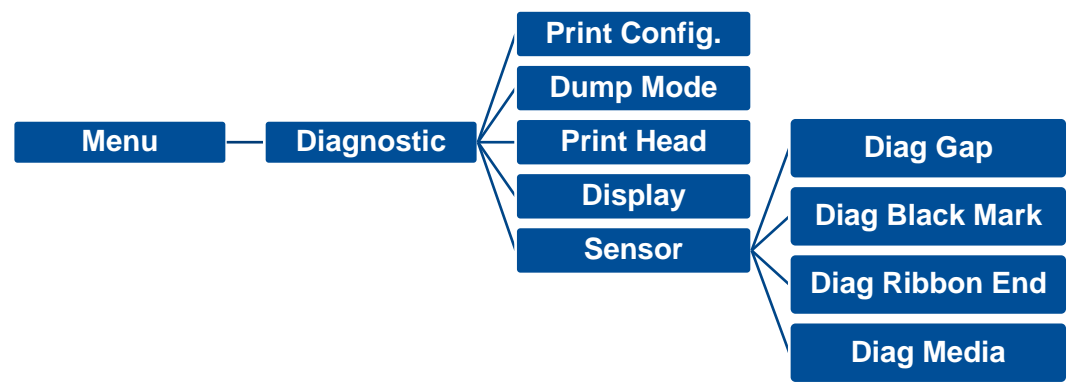 Menu
Diagnostic
Print Config.
Dump Mode
Print Head
Display
Sensor
Diag Gap
Diag Black Mark
Diag Ribbon End
Diag Media